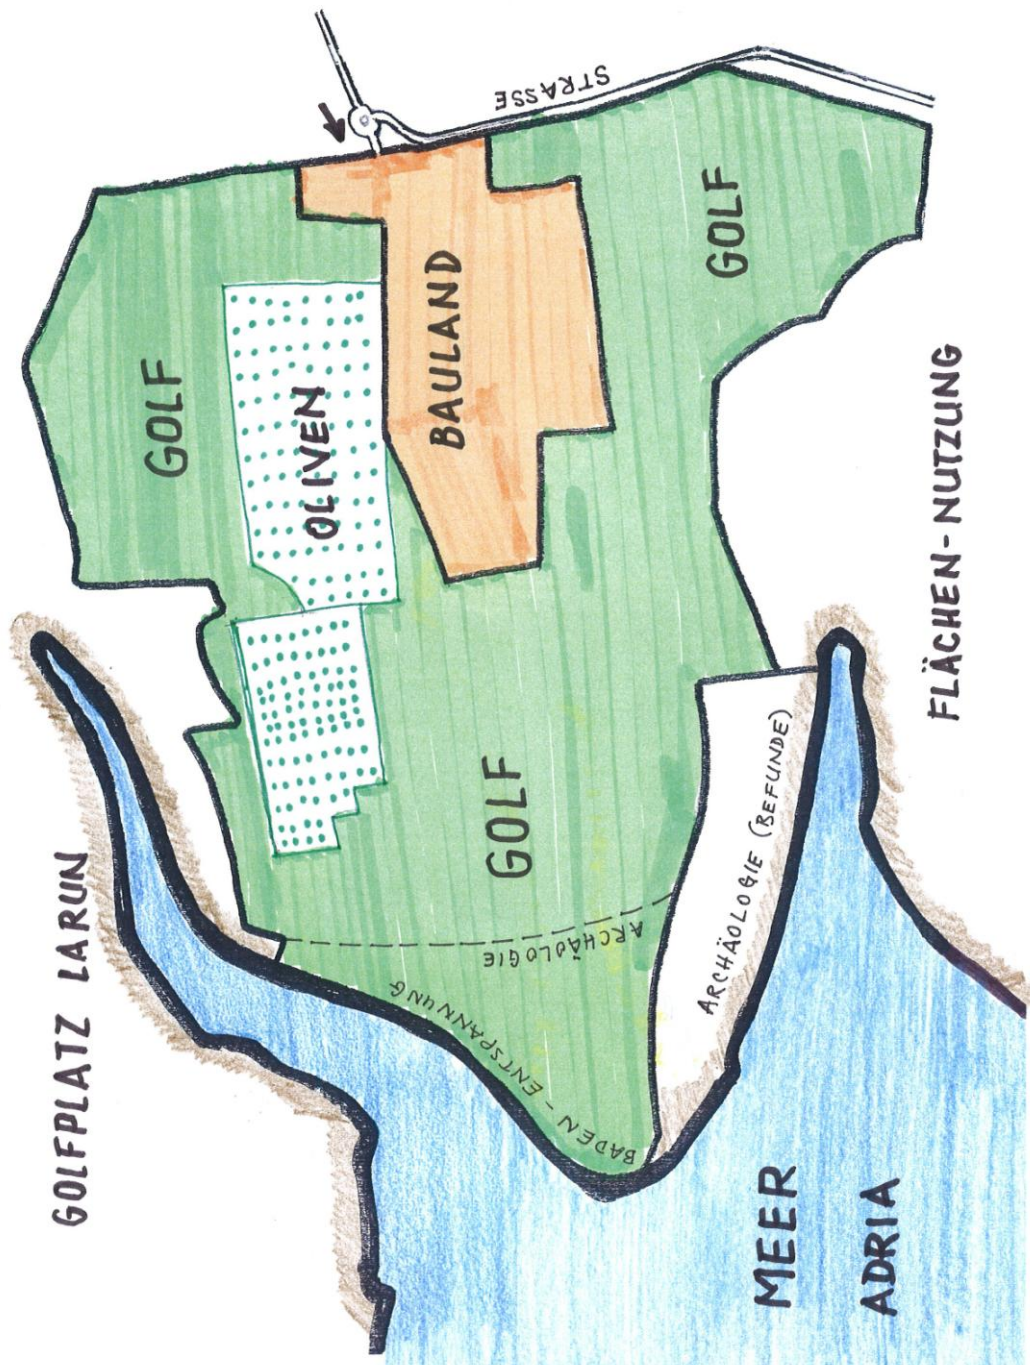 GOLFPLATZ LARUN
GOLF
OLIVEN
BAULAND
GOLF
GOLF
STRASSE
ARCHÄOLOGIE
BADEN - ENTSPANNUNG
ARCHÄOLOGIE (BEFUNDE)
MEER
ADRIA
FLÄCHEN-NUTZUNG